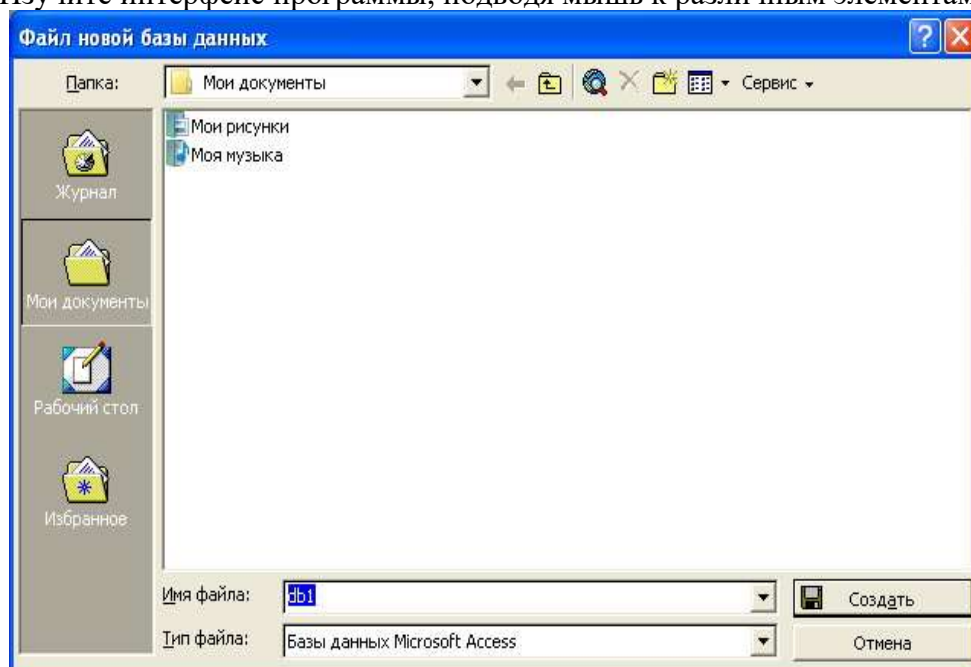 Изучите интерфейс программы, подводя мышь к различным элементам
Файл новой базы данных
Папка: Мои документы Сервис
Мои рисунки
Моя музыка
Журнал
Мои документы
Рабочий стол
Избранное
Имя файла: db1 Создать
Тип файла: Базы данных Microsoft Access Отмена